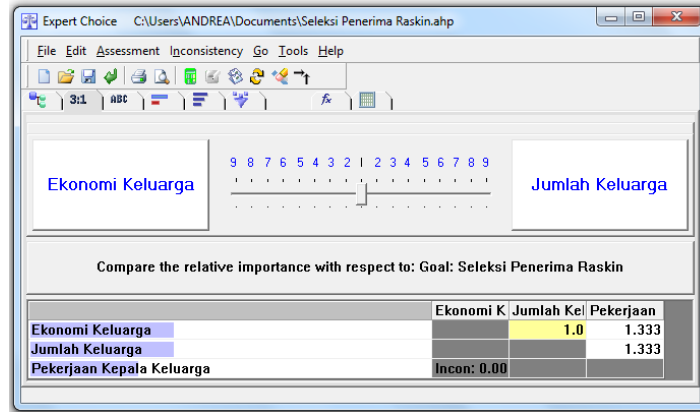 Expert Choice C:\Users\ANDREA\Documents\Seleksi Penerima Raskin.ahp
File Edit Assessment Inconsistency Go Tools Help
3:1 ABC fx
9 8 7 6 5 4 3 2 1 2 3 4 5 6 7 8 9
Ekonomi Keluarga Jumlah Keluarga
Compare the relative importance with respect to: Goal: Seleksi Penerima Raskin
Ekonomi K Jumlah Kel Pekerjaan
Ekonomi Keluarga 1.0 1.333
Jumlah Keluarga 1.333
Pekerjaan Kepala Keluarga Incon: 0.00